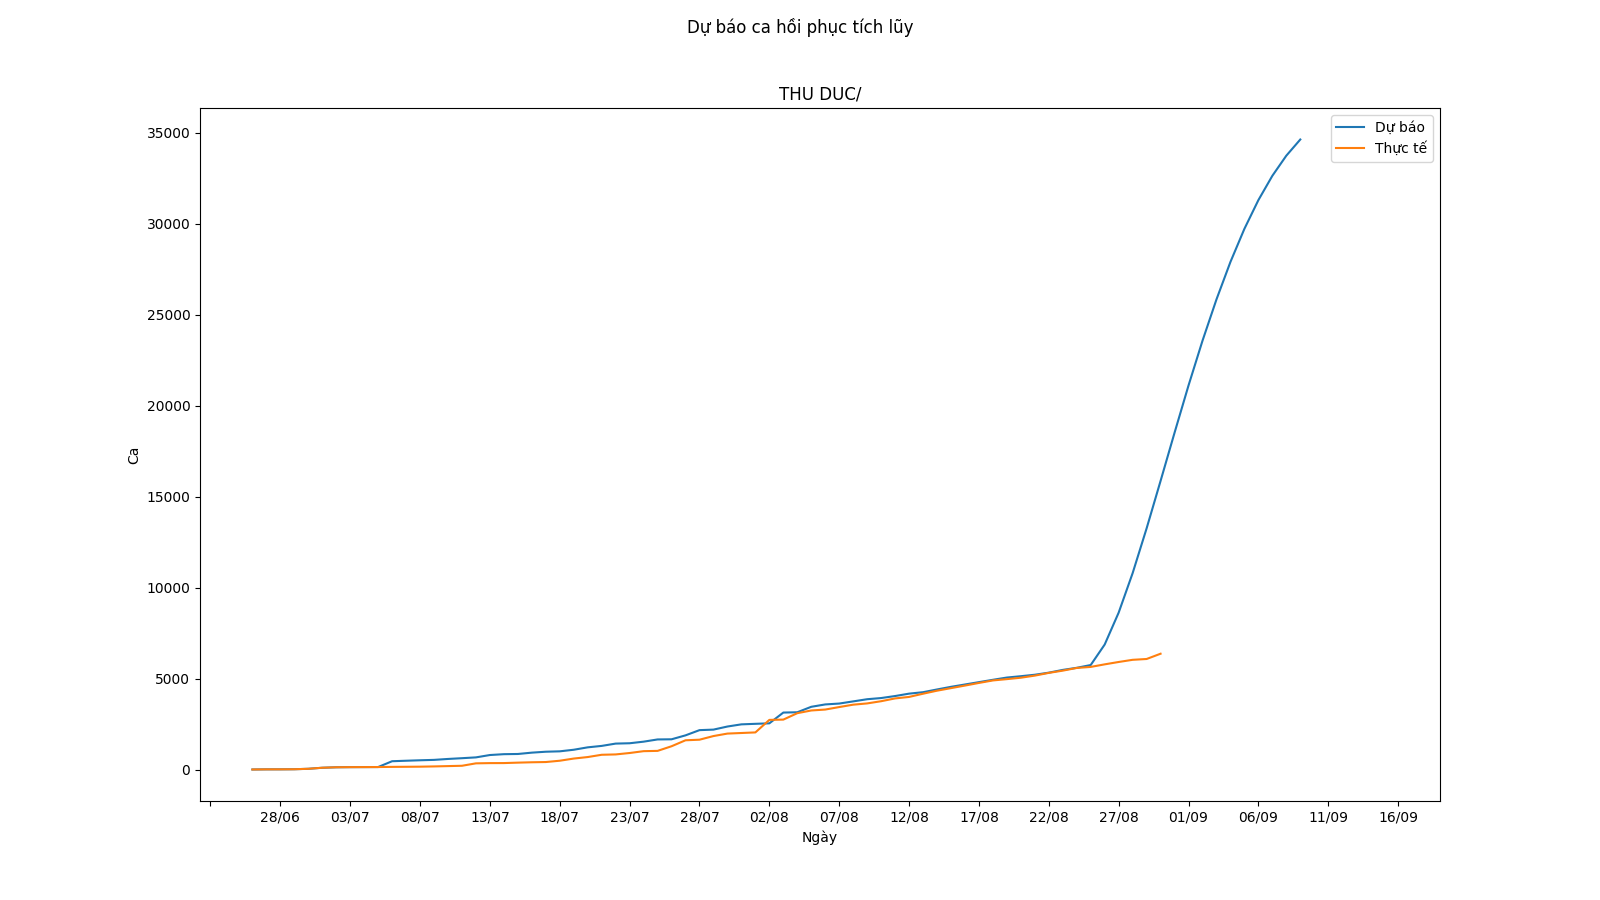 Dự báo ca hồi phục tích lũy
THU DUC/
Dự báo
Thực tế
35000
30000
25000
20000
15000
10000
5000
0
Ca
28/06 03/07 08/07 13/07 18/07 23/07 28/07 02/08 07/08 12/08 17/08 22/08 27/08 01/09 06/09 11/09 16/09
Ngày